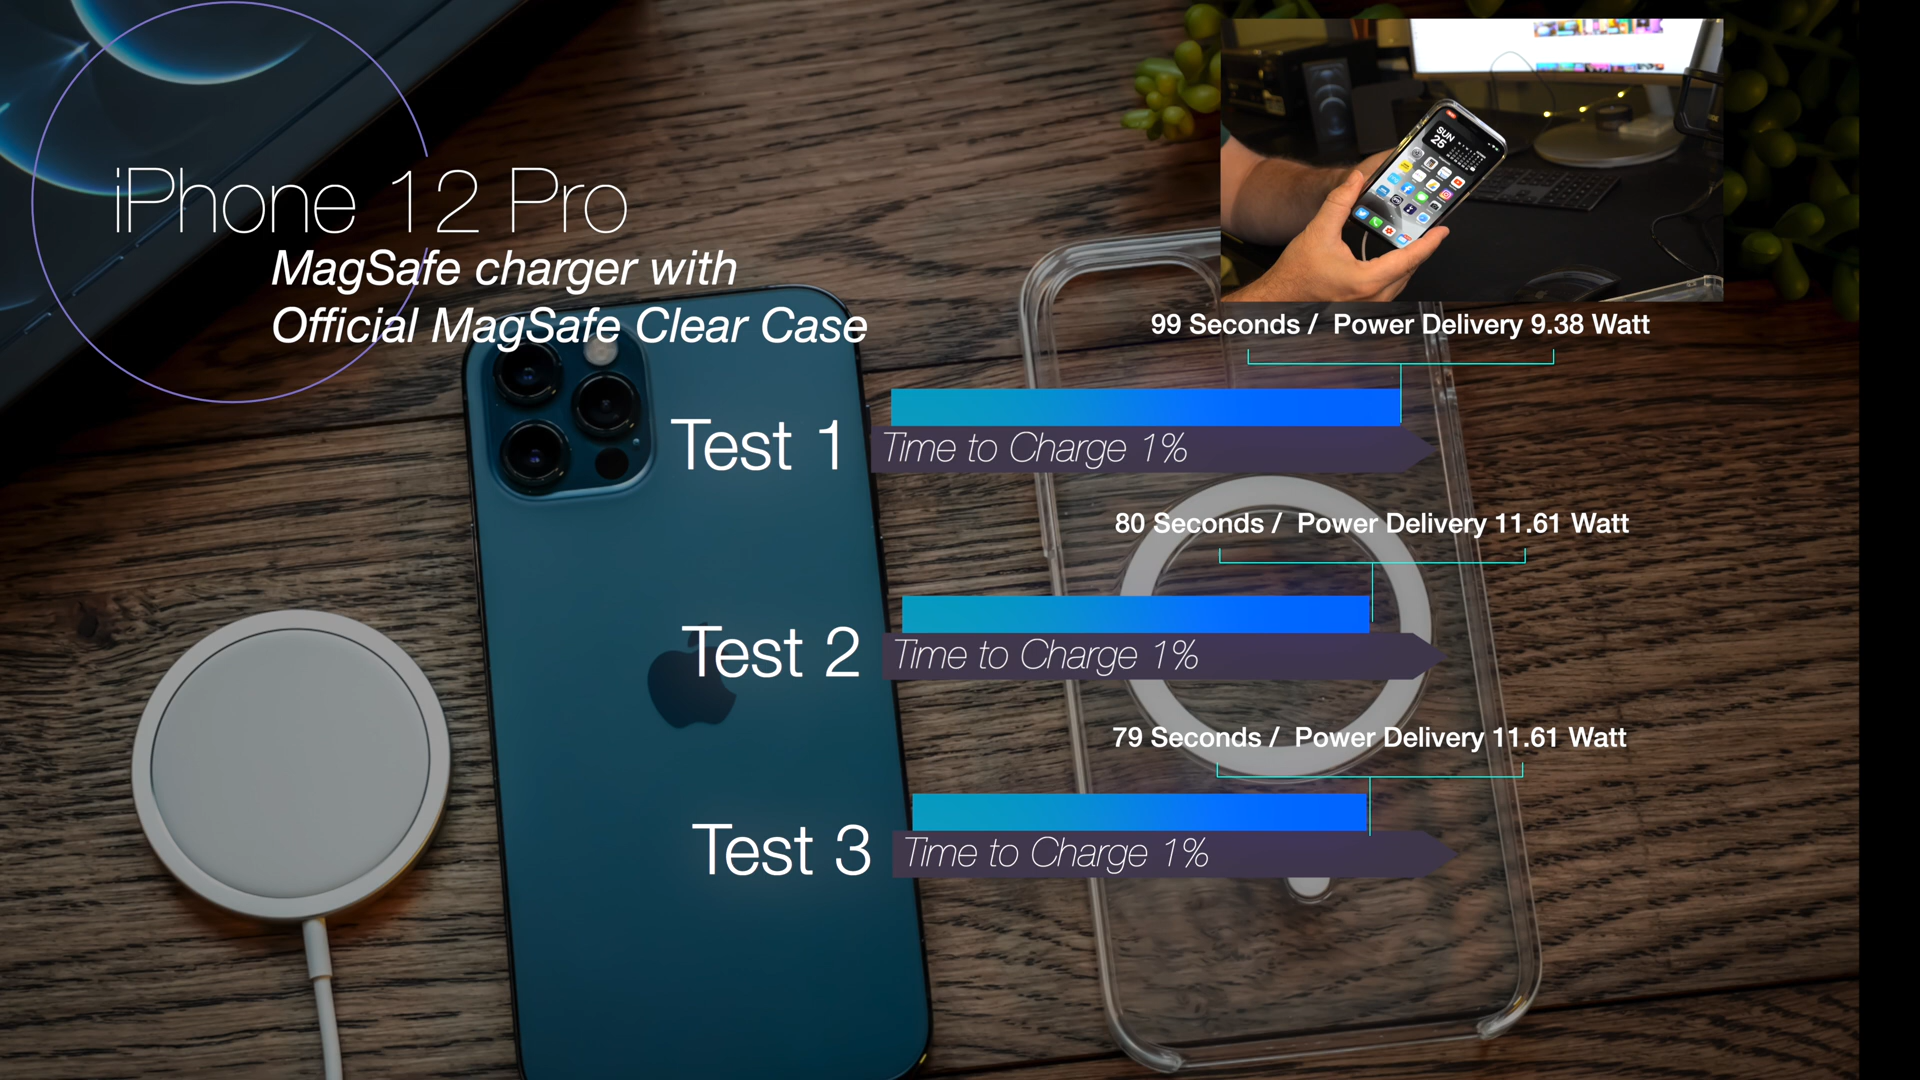 iPhone 12 Pro
MagSafe charger with
Official MagSafe Clear Case
99 Seconds / Power Delivery 9.38 Watt
Test 1
Time to Charge 1%
80 Seconds / Power Delivery 11.61 Watt
Test 2
Time to Charge 1%
79 Seconds / Power Delivery 11.61 Watt
Test 3
Time to Charge 1%
SUN
25